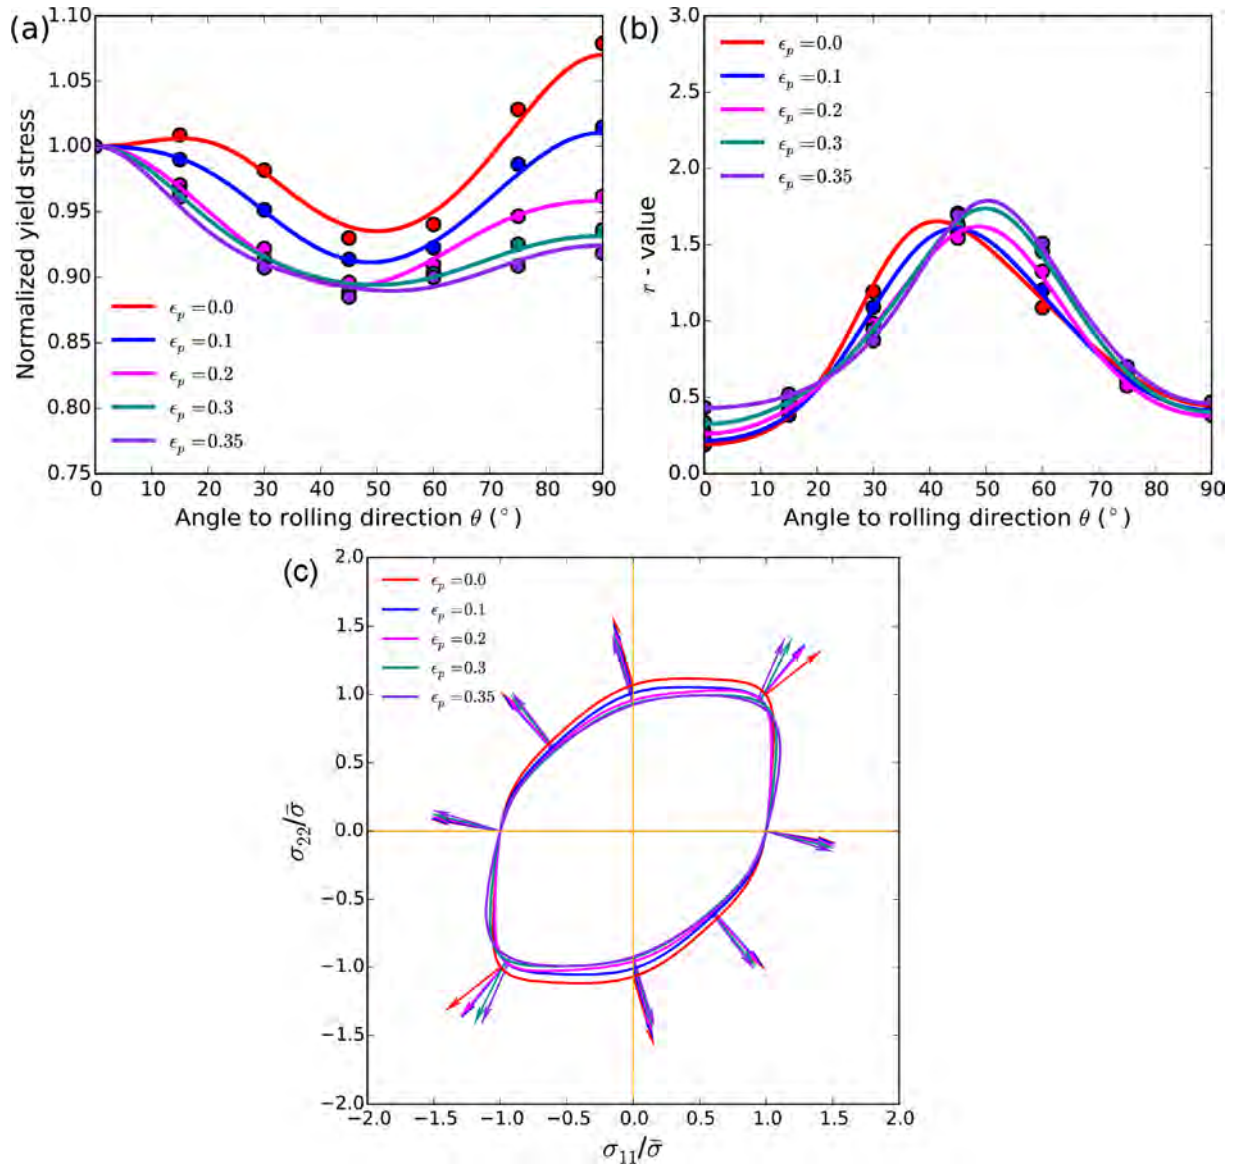 (a)
Normalized yield stress
1.10
1.05
1.00
0.95
0.90
0.85
0.80
0.75
ϵ_p = 0.0
ϵ_p = 0.1
ϵ_p = 0.2
ϵ_p = 0.3
ϵ_p = 0.35
0 10 20 30 40 50 60 70 80 90
Angle to rolling direction θ (°)
(b)
r - value
3.0
2.5
2.0
1.5
1.0
0.5
0.0
ϵ_p = 0.0
ϵ_p = 0.1
ϵ_p = 0.2
ϵ_p = 0.3
ϵ_p = 0.35
0 10 20 30 40 50 60 70 80 90
Angle to rolling direction θ (°)
(c)
σ₂₂/σ̄
2.0
1.5
1.0
0.5
0.0
−0.5
−1.0
−1.5
−2.0
ϵ_p = 0.0
ϵ_p = 0.1
ϵ_p = 0.2
ϵ_p = 0.3
ϵ_p = 0.35
−2.0 −1.5 −1.0 −0.5 0.0 0.5 1.0 1.5 2.0
σ₁₁/σ̄